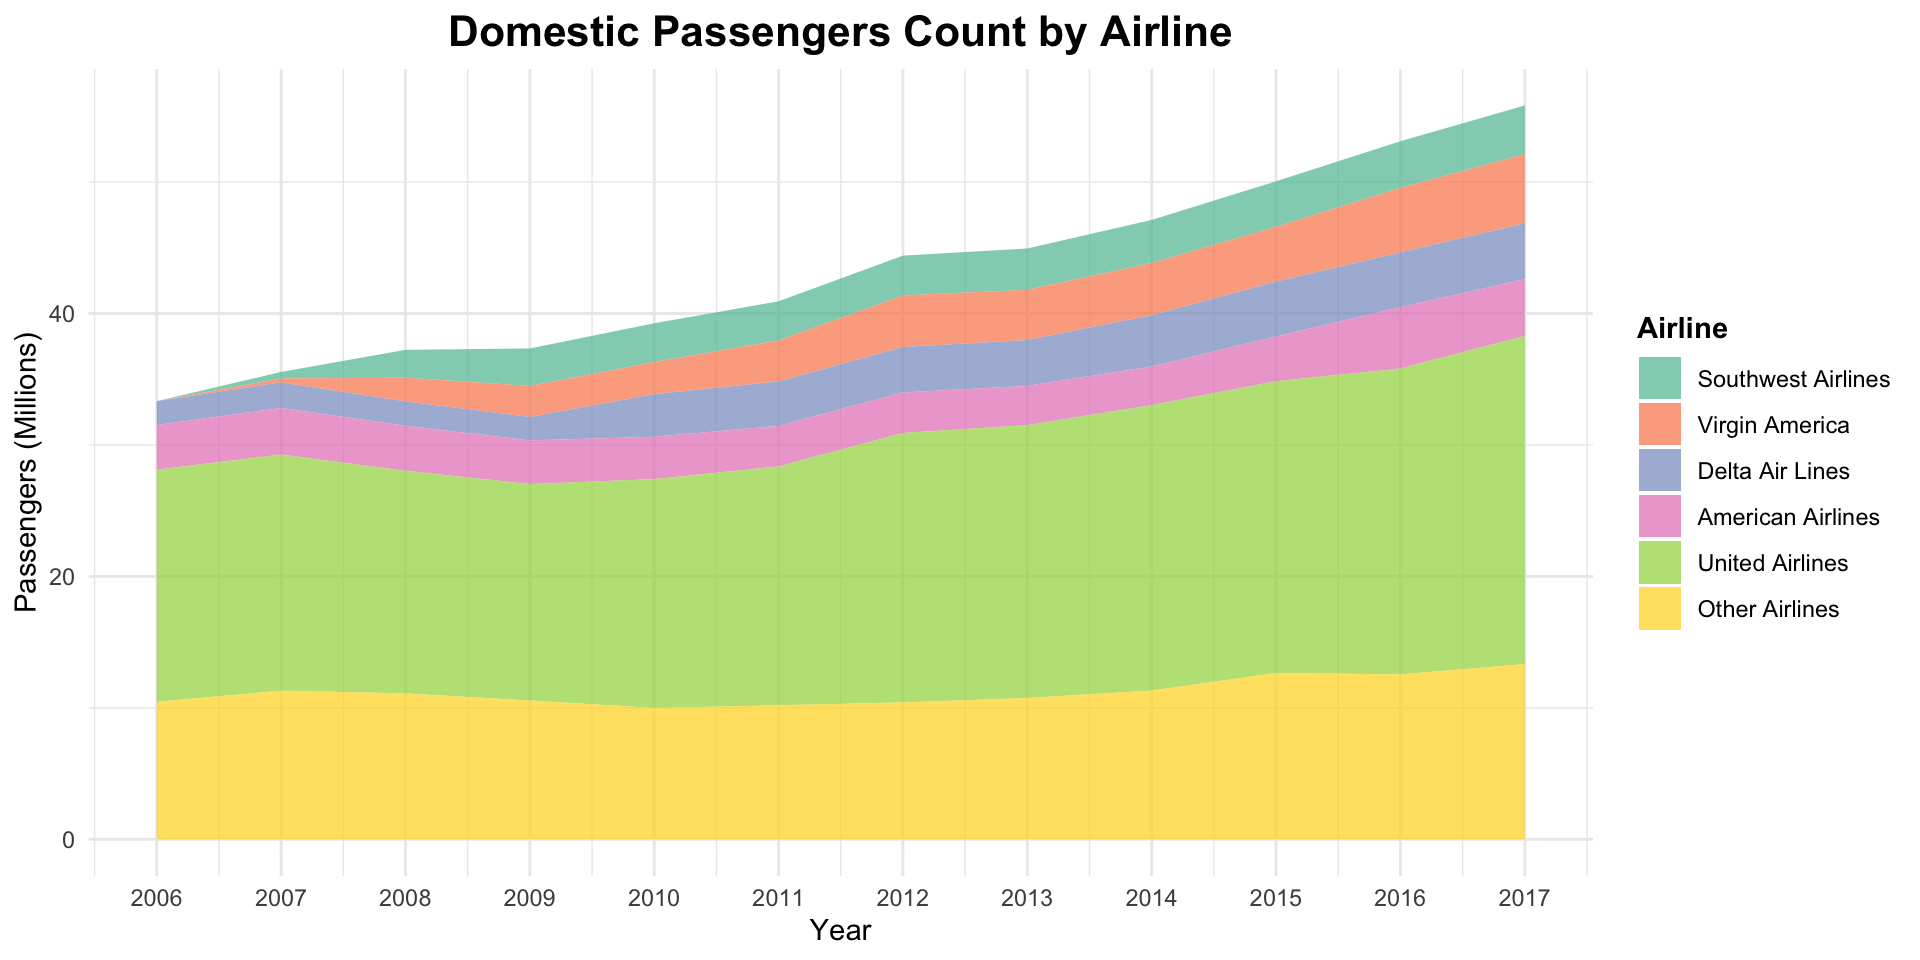 Domestic Passengers Count by Airline
Passengers (Millions)
40
20
0
2006 2007 2008 2009 2010 2011 2012 2013 2014 2015 2016 2017
Year
Airline
Southwest Airlines
Virgin America
Delta Air Lines
American Airlines
United Airlines
Other Airlines